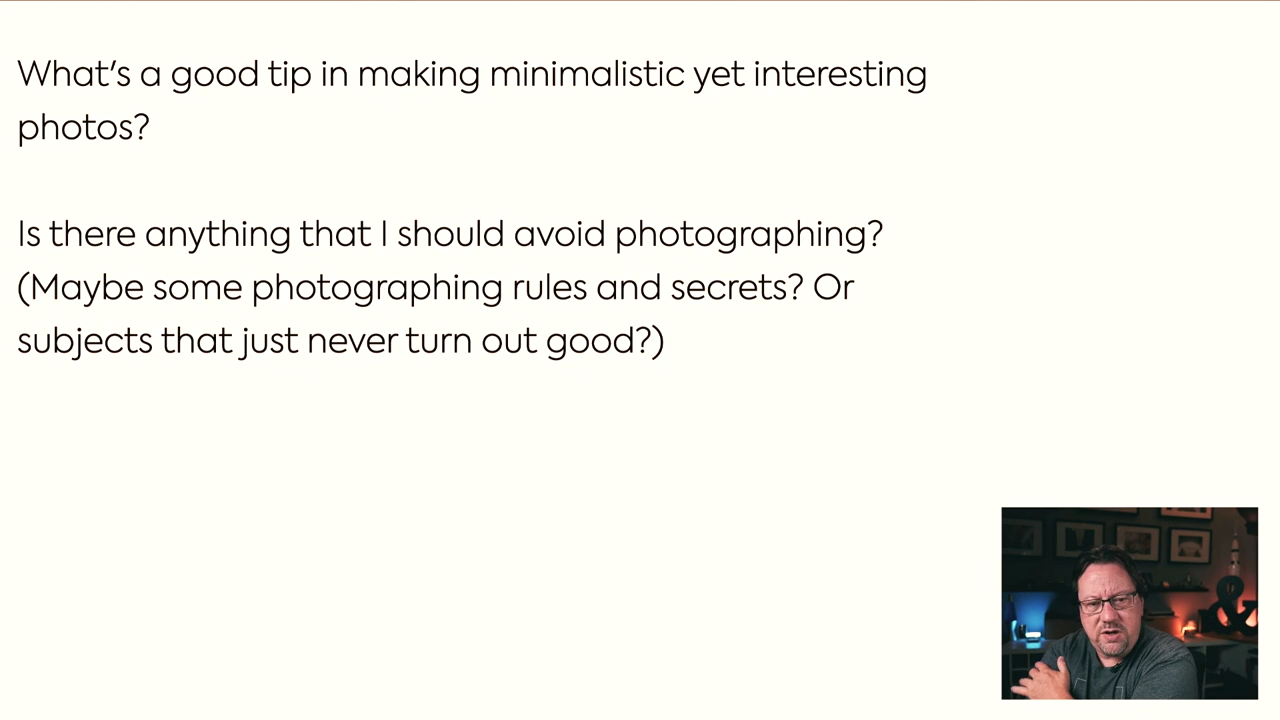 What's a good tip in making minimalistic yet interesting
photos?
Is there anything that I should avoid photographing?
(Maybe some photographing rules and secrets? Or
subjects that just never turn out good?)